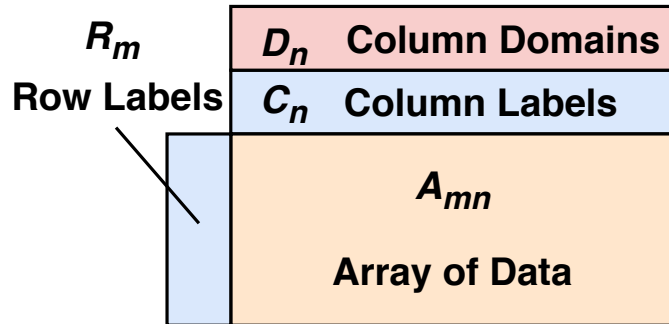 R_m
Row Labels
D_n Column Domains
C_n Column Labels
A_mn
Array of Data